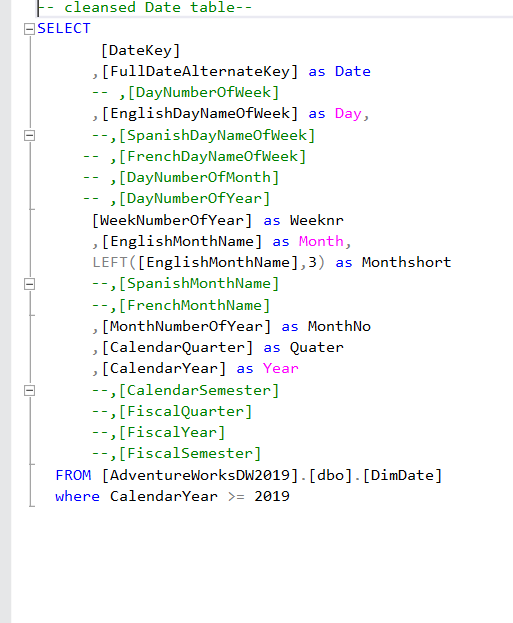 -- cleansed Date table--
SELECT
[DateKey]
,[FullDateAlternateKey] as Date
-- ,[DayNumberOfWeek]
,[EnglishDayNameOfWeek] as Day,
--,[SpanishDayNameOfWeek]
-- ,[FrenchDayNameOfWeek]
-- ,[DayNumberOfMonth]
-- ,[DayNumberOfYear]
[WeekNumberOfYear] as Weeknr
,[EnglishMonthName] as Month,
LEFT([EnglishMonthName],3) as Monthshort
--,[SpanishMonthName]
--,[FrenchMonthName]
,[MonthNumberOfYear] as MonthNo
,[CalendarQuarter] as Quater
,[CalendarYear] as Year
--,[CalendarSemester]
--,[FiscalQuarter]
--,[FiscalYear]
--,[FiscalSemester]
FROM [AdventureWorksDW2019].[dbo].[DimDate]
where CalendarYear >= 2019